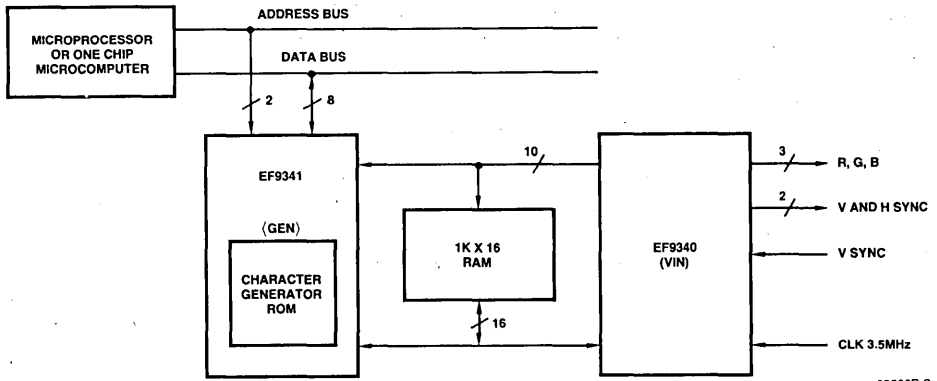 ADDRESS BUS
MICROPROCESSOR
OR ONE CHIP
MICROCOMPUTER
DATA BUS
2
8
EF9341
⟨GEN⟩
CHARACTER
GENERATOR
ROM
10
1K X 16
RAM
16
EF9340
(VIN)
3
R, G, B
2
V AND H SYNC
V SYNC
CLK 3.5MHz